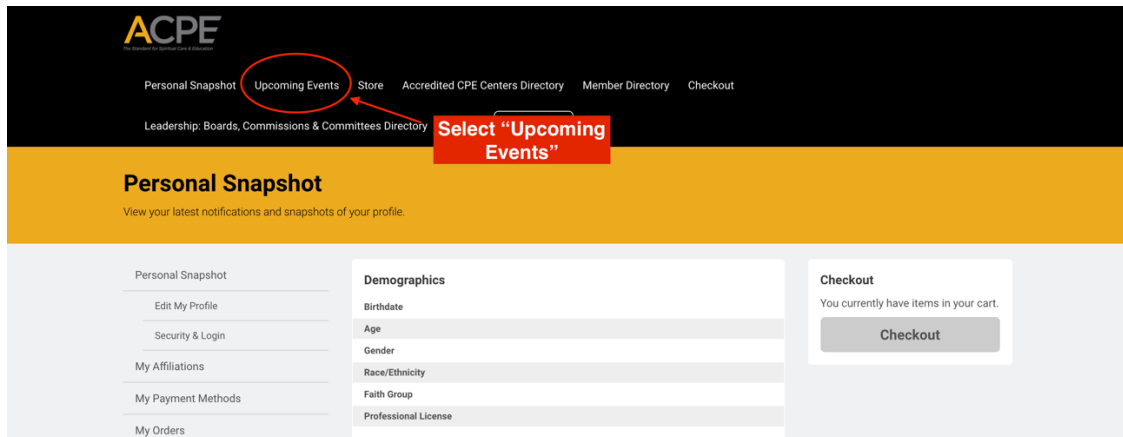 ACPE
The Standard for Spiritual Care & Education
Personal Snapshot Upcoming Events Store Accredited CPE Centers Directory Member Directory Checkout
Leadership: Boards, Commissions & Committees Directory
Select “Upcoming
Events”
Personal Snapshot
View your latest notifications and snapshots of your profile.
Personal Snapshot
Edit My Profile
Security & Login
My Affiliations
My Payment Methods
My Orders
Demographics
Birthdate
Age
Gender
Race/Ethnicity
Faith Group
Professional License
Checkout
You currently have items in your cart.
Checkout